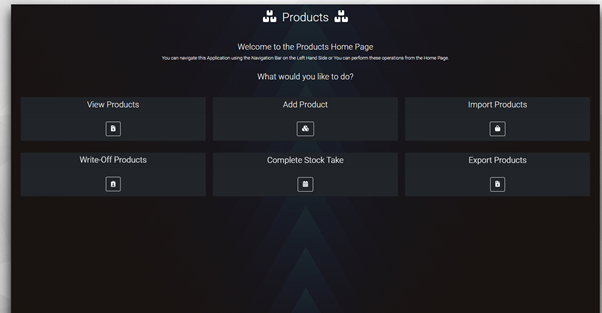 Products
Welcome to the Products Home Page
You can navigate this Application using the Navigation Bar on the Left Hand Side or You can perform these operations from the Home Page.
What would you like to do?
View Products
Add Product
Import Products
Write-Off Products
Complete Stock Take
Export Products